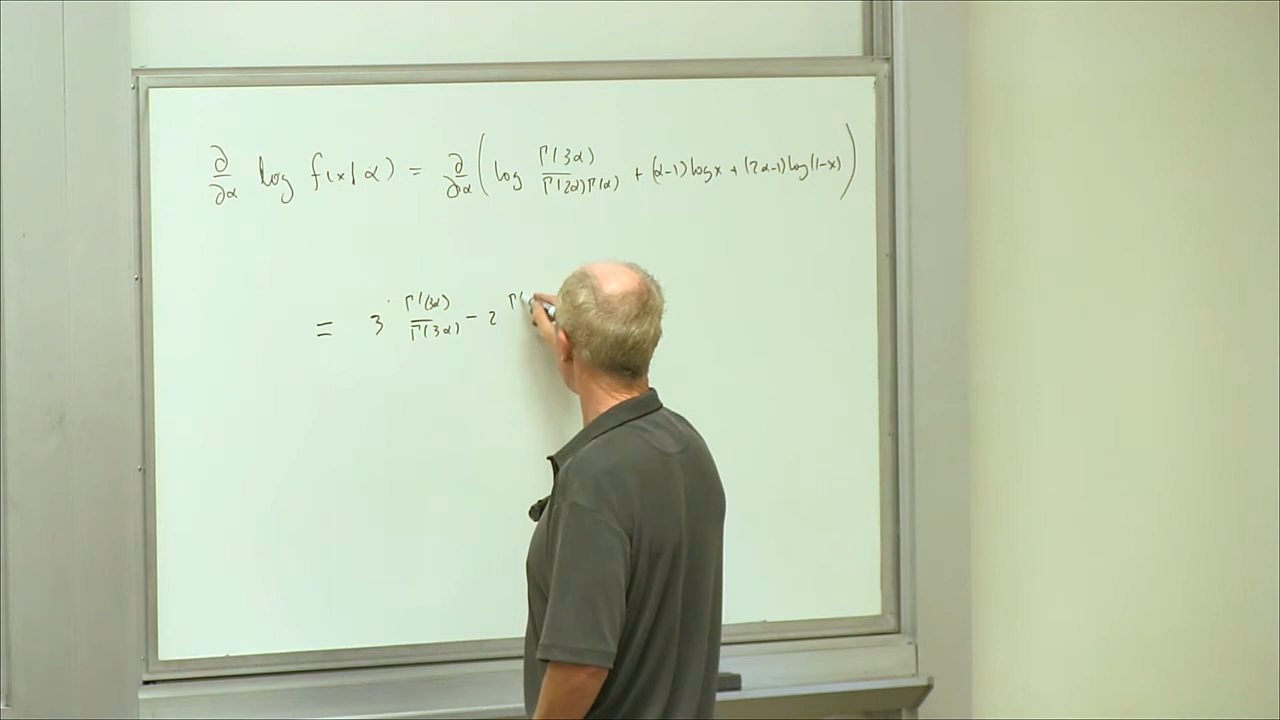 ∂/∂α log f(x|α) = ∂/∂α (log Γ(3α)/Γ(2α)Γ(α) + (α-1)log x + (2α-1)log(1-x))
= 3 Γ'(3α)/Γ(3α) - 2 Γ'